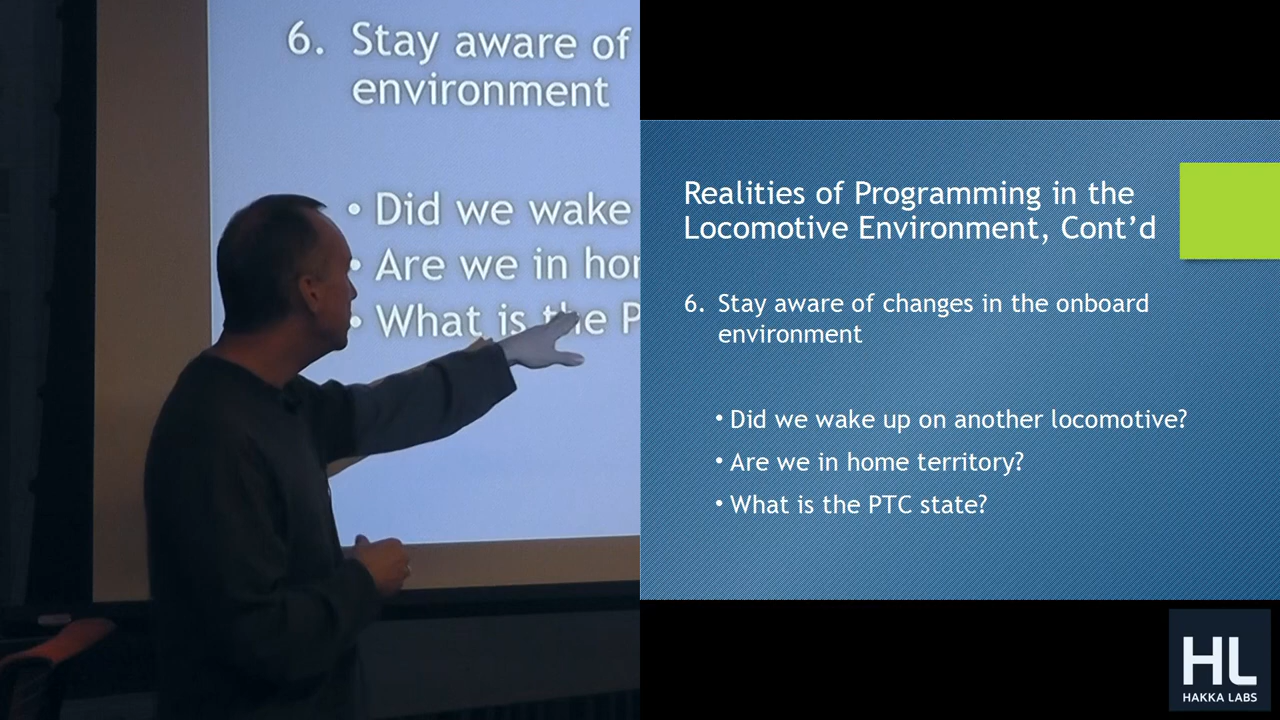 6. Stay aware of
environment
• Did we wake
• Are we in hor
• What is the P
Realities of Programming in the
Locomotive Environment, Cont’d
6. Stay aware of changes in the onboard
environment
• Did we wake up on another locomotive?
• Are we in home territory?
• What is the PTC state?
HL
HAKKA LABS